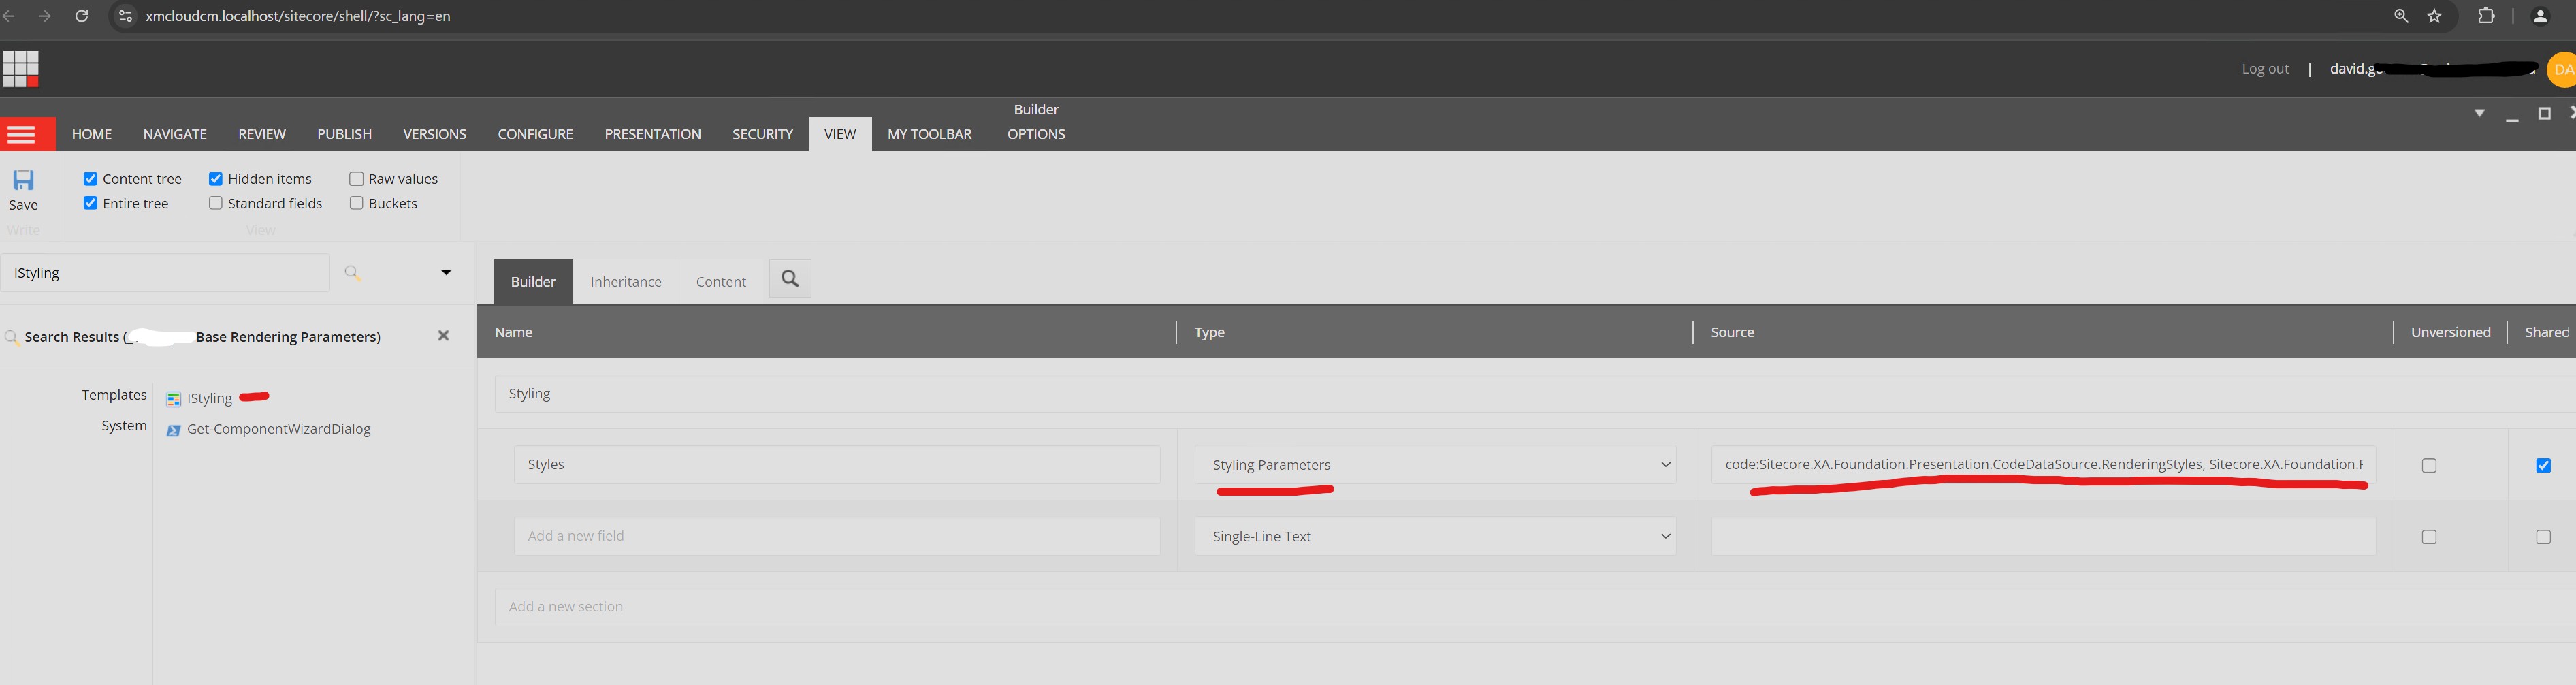 xmcloudcm.localhost/sitecore/shell/?sc_lang=en
Log out | david.g
DA
Builder
HOME NAVIGATE REVIEW PUBLISH VERSIONS CONFIGURE PRESENTATION SECURITY VIEW MY TOOLBAR OPTIONS
Content tree Hidden items Raw values
Save Entire tree Standard fields Buckets
Write View
IStyling
Builder Inheritance Content
Search Results (_ Base Rendering Parameters)
Name Type Source Unversioned Shared
Templates IStyling
System Get-ComponentWizardDialog
Styling
Styles Styling Parameters code:Sitecore.XA.Foundation.Presentation.CodeDataSource.RenderingStyles, Sitecore.XA.Foundation.
Add a new field Single-Line Text
Add a new section